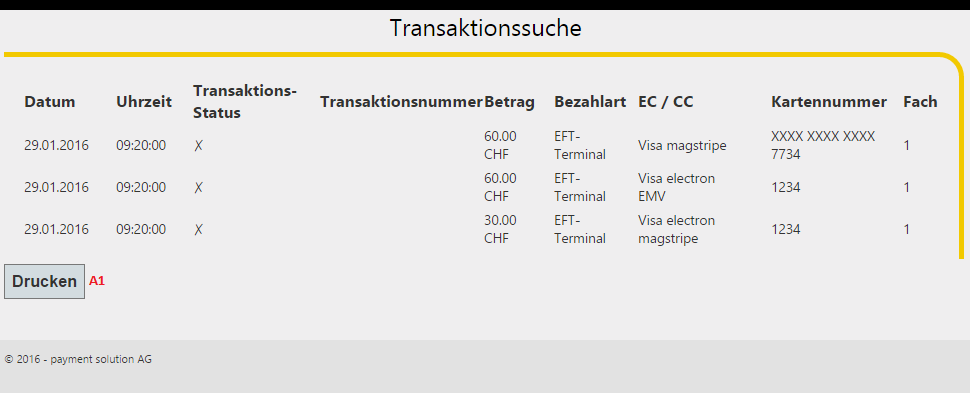 Transaktionssuche
Datum Uhrzeit Transaktions-Status Transaktionsnummer Betrag Bezahlart EC / CC Kartennummer Fach
29.01.2016 09:20:00 X 60.00 CHF EFT-Terminal Visa magstripe XXXX XXXX XXXX 7734 1
29.01.2016 09:20:00 X 60.00 CHF EFT-Terminal Visa electron EMV 1234 1
29.01.2016 09:20:00 X 30.00 CHF EFT-Terminal Visa electron magstripe 1234 1
Drucken A1
© 2016 - payment solution AG